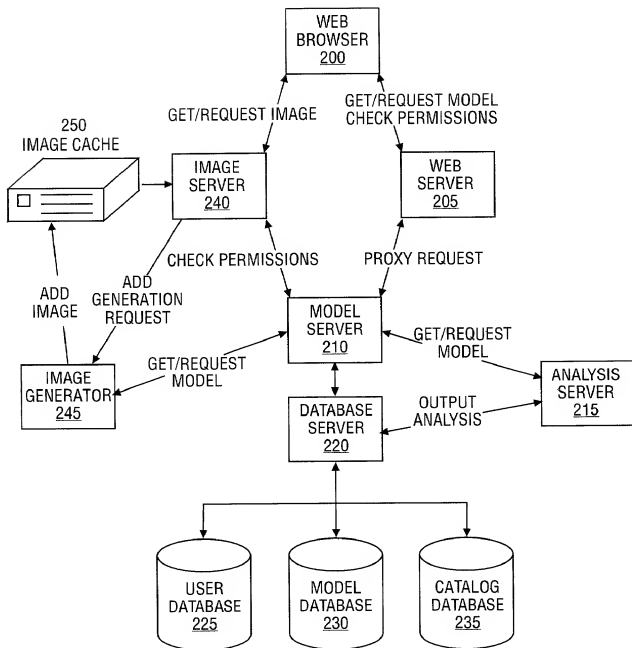 WEB
BROWSER
200
GET/REQUEST IMAGE
GET/REQUEST MODEL
CHECK PERMISSIONS
250
IMAGE CACHE
IMAGE
SERVER
240
WEB
SERVER
205
CHECK PERMISSIONS
PROXY REQUEST
ADD
IMAGE
ADD
GENERATION
REQUEST
MODEL
SERVER
210
GET/REQUEST
MODEL
GET/REQUEST
MODEL
IMAGE
GENERATOR
245
ANALYSIS
SERVER
215
DATABASE
SERVER
220
OUTPUT
ANALYSIS
USER
DATABASE
225
MODEL
DATABASE
230
CATALOG
DATABASE
235